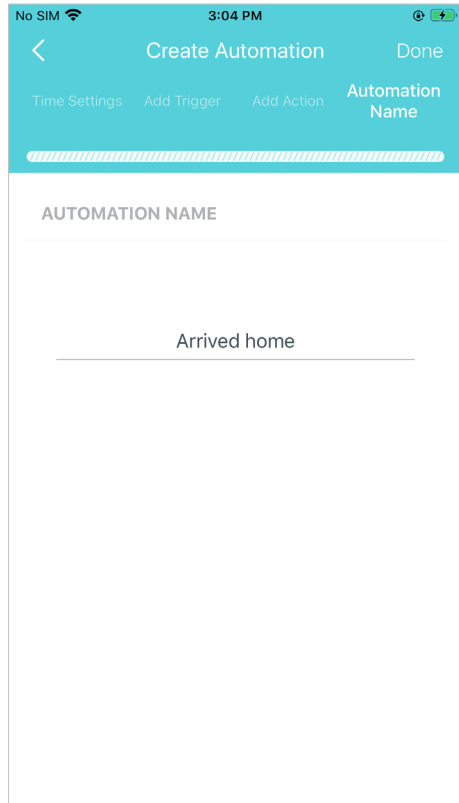 No SIM 3:04 PM
Create Automation Done
Time Settings Add Trigger Add Action Automation
Name
AUTOMATION NAME
Arrived home